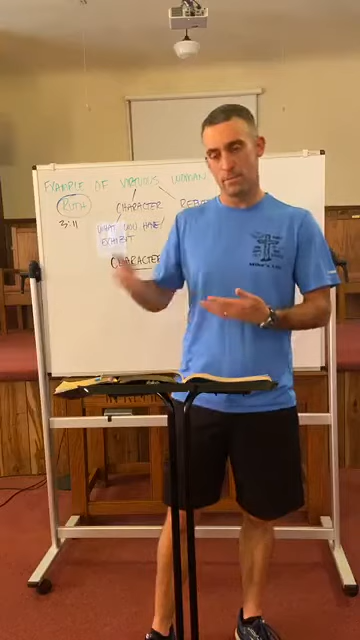 EXAMPLE OF VIRTUOUS WOMAN
RUTH CHARACTER
3:11 WHAT YOU HAVE/
EXHIBIT
CHARACTER